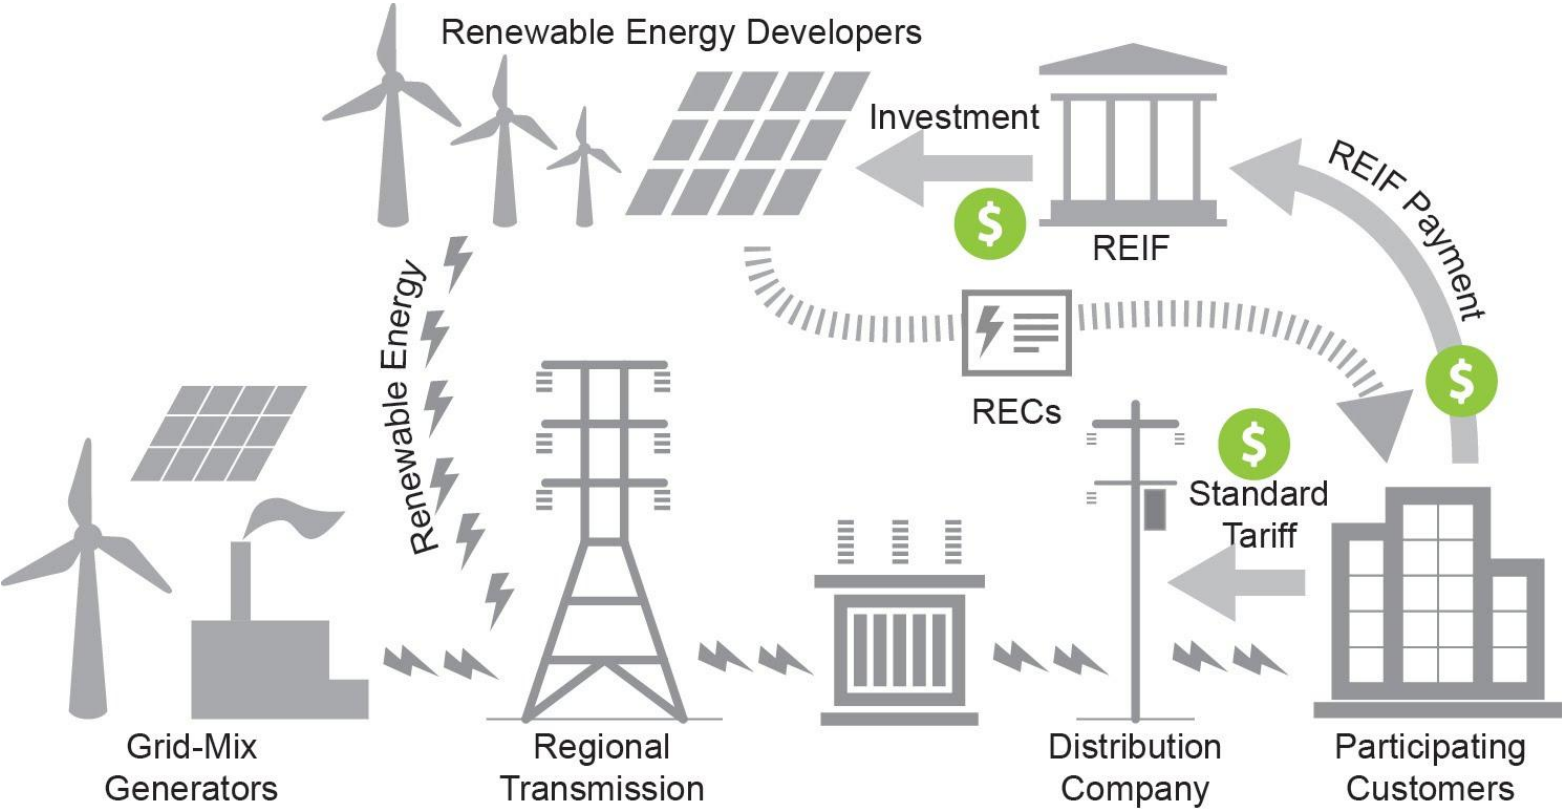 Renewable Energy Developers
Investment
$
REIF
REIF Payment
$
Renewable Energy
RECs
$
Standard
Tariff
Grid-Mix
Generators
Regional
Transmission
Distribution
Company
Participating
Customers